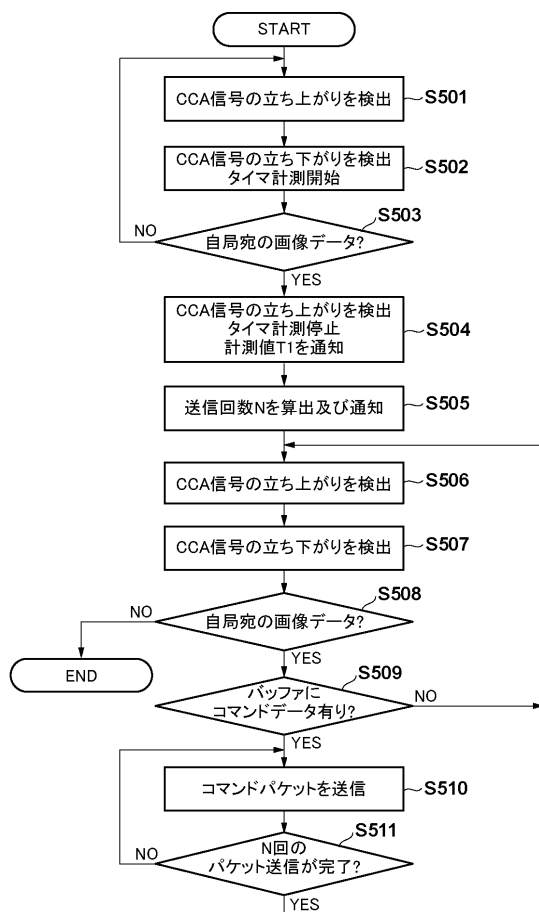 START
CCA信号の立ち上がりを検出
S501
CCA信号の立ち下がりを検出
タイマ計測開始
S502
自局宛の画像データ?
S503
NO
YES
CCA信号の立ち上がりを検出
タイマ計測停止
計測値T1を通知
S504
送信回数Nを算出及び通知
S505
CCA信号の立ち上がりを検出
S506
CCA信号の立ち下がりを検出
S507
自局宛の画像データ?
S508
NO
YES
END
バッファに
コマンドデータ有り?
S509
NO
YES
コマンドパケットを送信
S510
N回の
パケット送信が完了?
S511
NO
YES